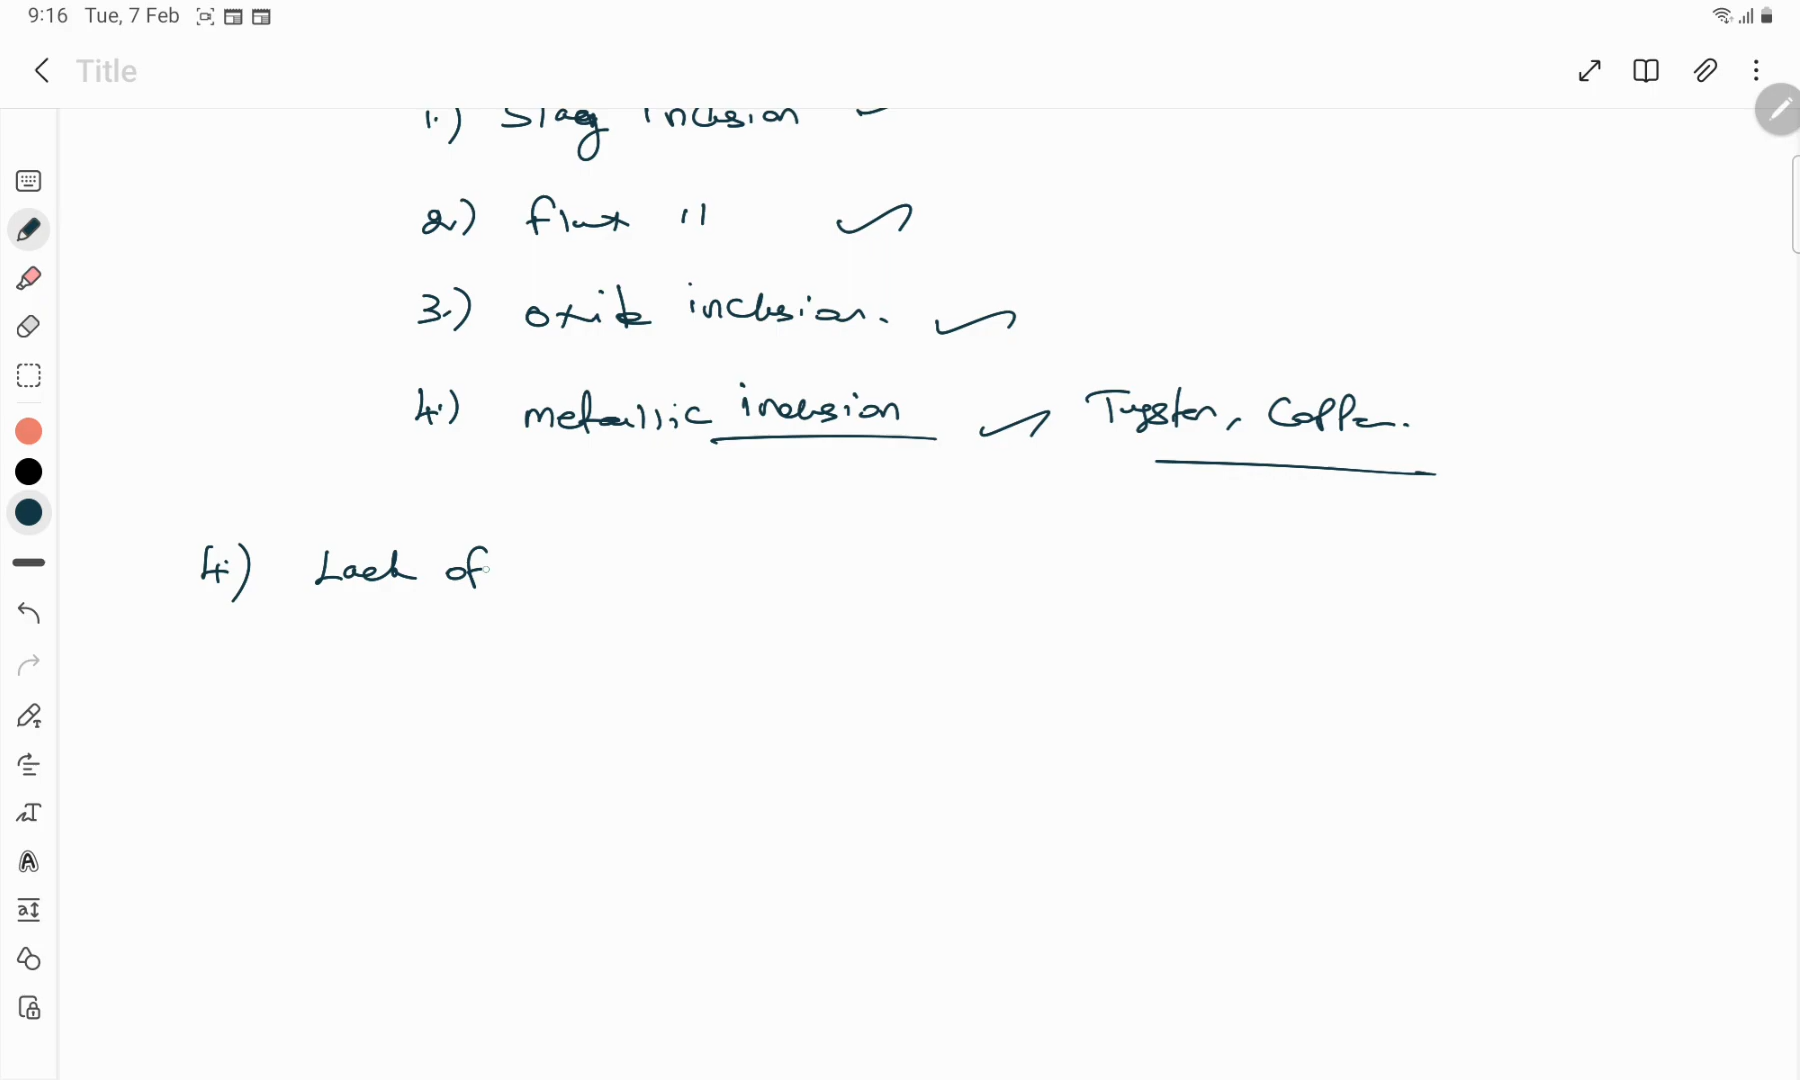 9:16 Tue, 7 Feb
Title
1.) Slag inclusion
2.) flux 11
3.) oxide inclusion.
4.) metallic inclusion Tungsten, Copper.
4.) Lack of